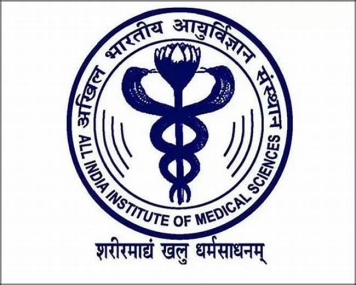 अखिल भारतीय आयुर्विज्ञान संस्थान
ALL INDIA INSTITUTE OF MEDICAL SCIENCES
शरीरमाद्यं खलु धर्मसाधनम्